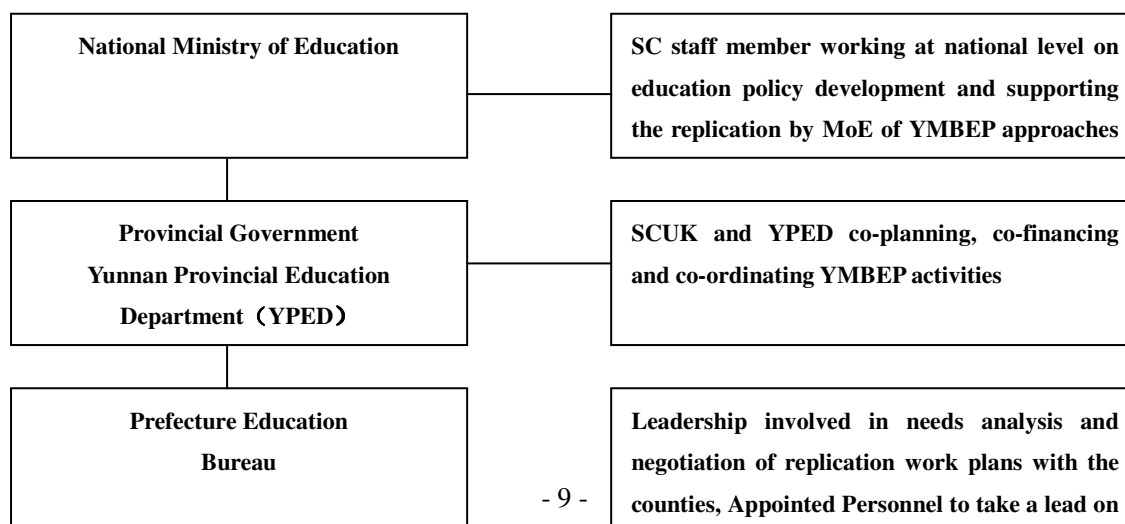 National Ministry of Education
SC staff member working at national level on
education policy development and supporting
the replication by MoE of YMBEP approaches
Provincial Government
Yunnan Provincial Education
Department（YPED）
SCUK and YPED co-planning, co-financing
and co-ordinating YMBEP activities
Prefecture Education
Bureau
Leadership involved in needs analysis and
negotiation of replication work plans with the
counties, Appointed Personnel to take a lead on
- 9 -